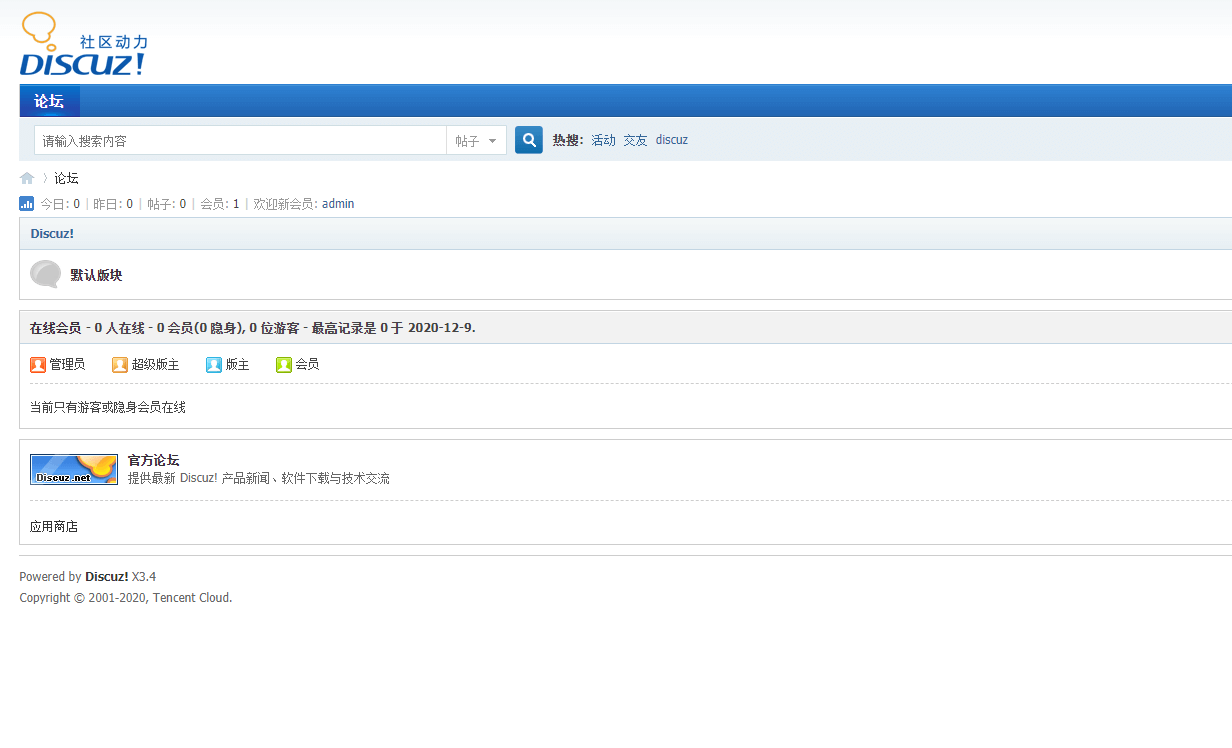 社区动力
DISCUZ!
论坛
请输入搜索内容 帖子 热搜: 活动 交友 discuz
论坛
今日: 0 | 昨日: 0 | 帖子: 0 | 会员: 1 | 欢迎新会员: admin
Discuz!
默认版块
在线会员 - 0 人在线 - 0 会员(0 隐身), 0 位游客 - 最高记录是 0 于 2020-12-9.
管理员 超级版主 版主 会员
当前只有游客或隐身会员在线
官方论坛
Discuz.net
提供最新 Discuz! 产品新闻、软件下载与技术交流
应用商店
Powered by Discuz! X3.4
Copyright © 2001-2020, Tencent Cloud.